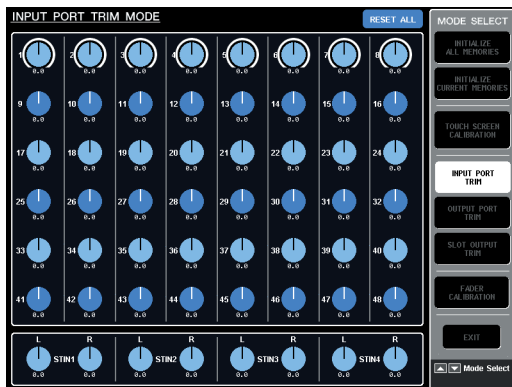 INPUT PORT TRIM MODE
RESET ALL
1 2 3 4 5 6 7 8
0.0 0.0 0.0 0.0 0.0 0.0 0.0 0.0
9 10 11 12 13 14 15 16
0.0 0.0 0.0 0.0 0.0 0.0 0.0 0.0
17 18 19 20 21 22 23 24
0.0 0.0 0.0 0.0 0.0 0.0 0.0 0.0
25 26 27 28 29 30 31 32
0.0 0.0 0.0 0.0 0.0 0.0 0.0 0.0
33 34 35 36 37 38 39 40
0.0 0.0 0.0 0.0 0.0 0.0 0.0 0.0
41 42 43 44 45 46 47 48
0.0 0.0 0.0 0.0 0.0 0.0 0.0 0.0
L R L R L R L R
STIN1 STIN2 STIN3 STIN4
0.0 0.0 0.0 0.0 0.0 0.0 0.0 0.0
MODE SELECT
INITIALIZE
ALL MEMORIES
INITIALIZE
CURRENT MEMORIES
TOUCH SCREEN
CALIBRATION
INPUT PORT
TRIM
OUTPUT PORT
TRIM
SLOT OUTPUT
TRIM
FADER
CALIBRATION
EXIT
Mode Select